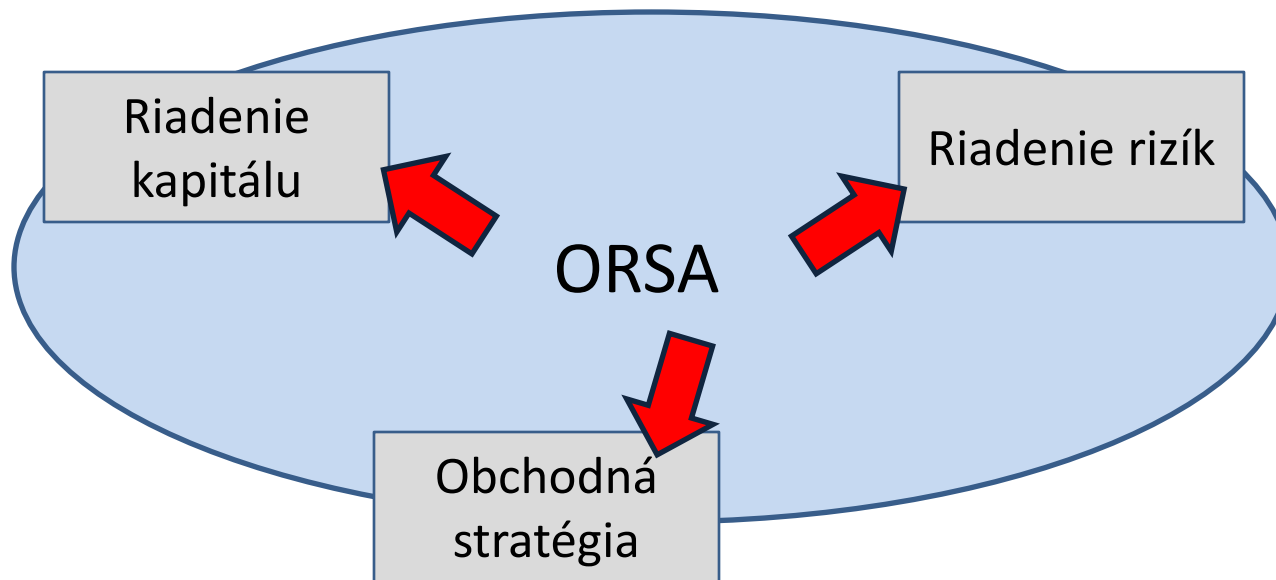 Riadenie
kapitálu
Riadenie rizík
ORSA
Obchodná
stratégia